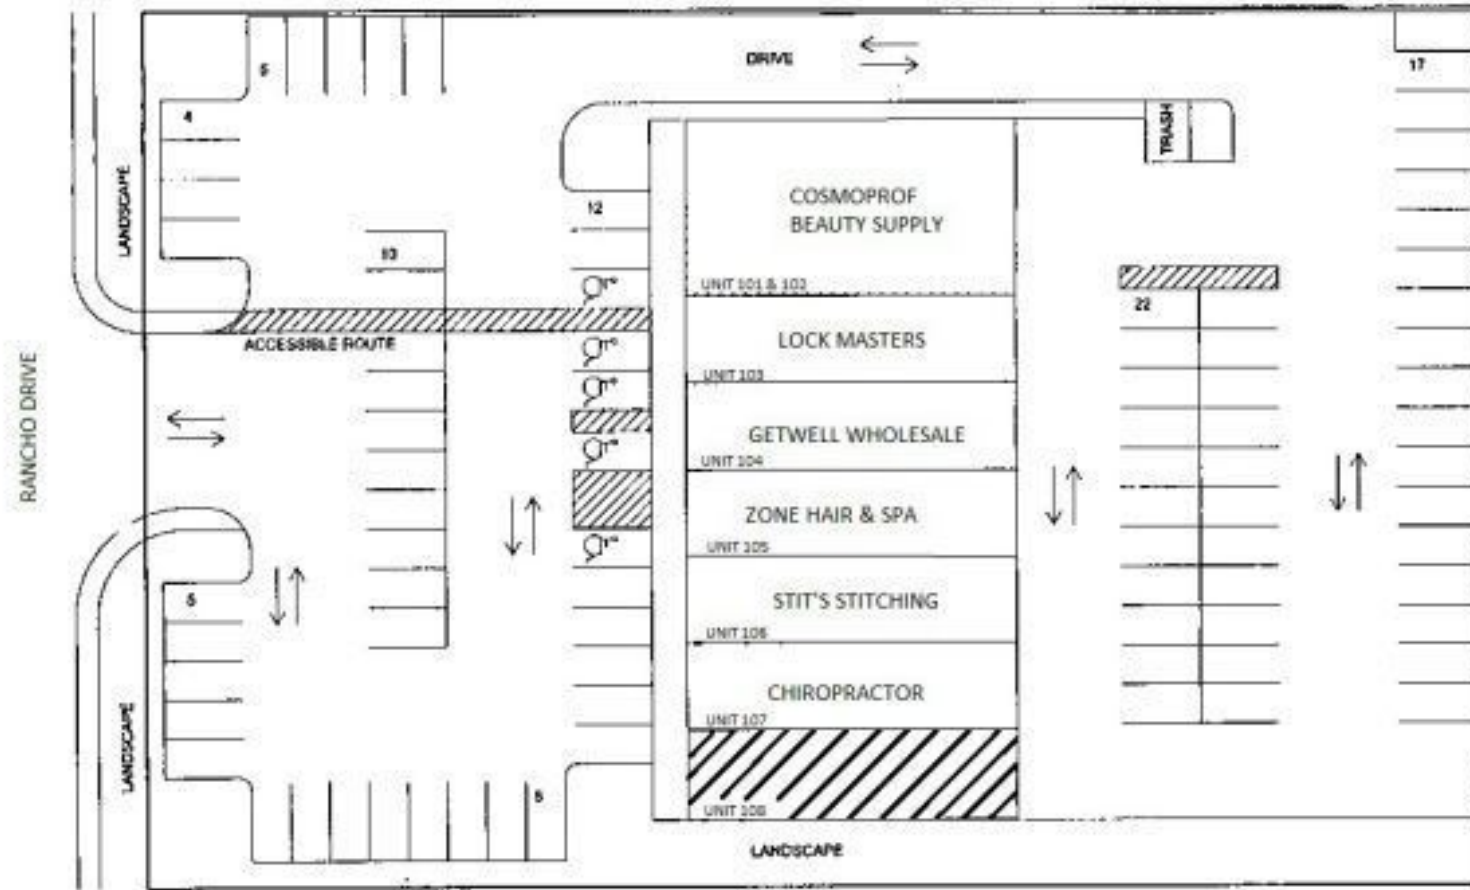 DRIVE
17
5
4
TRASH
LANDSCAPE
COSMOPROF
BEAUTY SUPPLY
12
10
UNIT 101 & 102
22
ACCESSIBLE ROUTE
LOCK MASTERS
UNIT 103
RANCHO DRIVE
GETWELL WHOLESALE
UNIT 104
ZONE HAIR & SPA
UNIT 105
5
STIT'S STITCHING
UNIT 106
CHIROPRACTOR
UNIT 107
LANDSCAPE
8
UNIT 108
LANDSCAPE